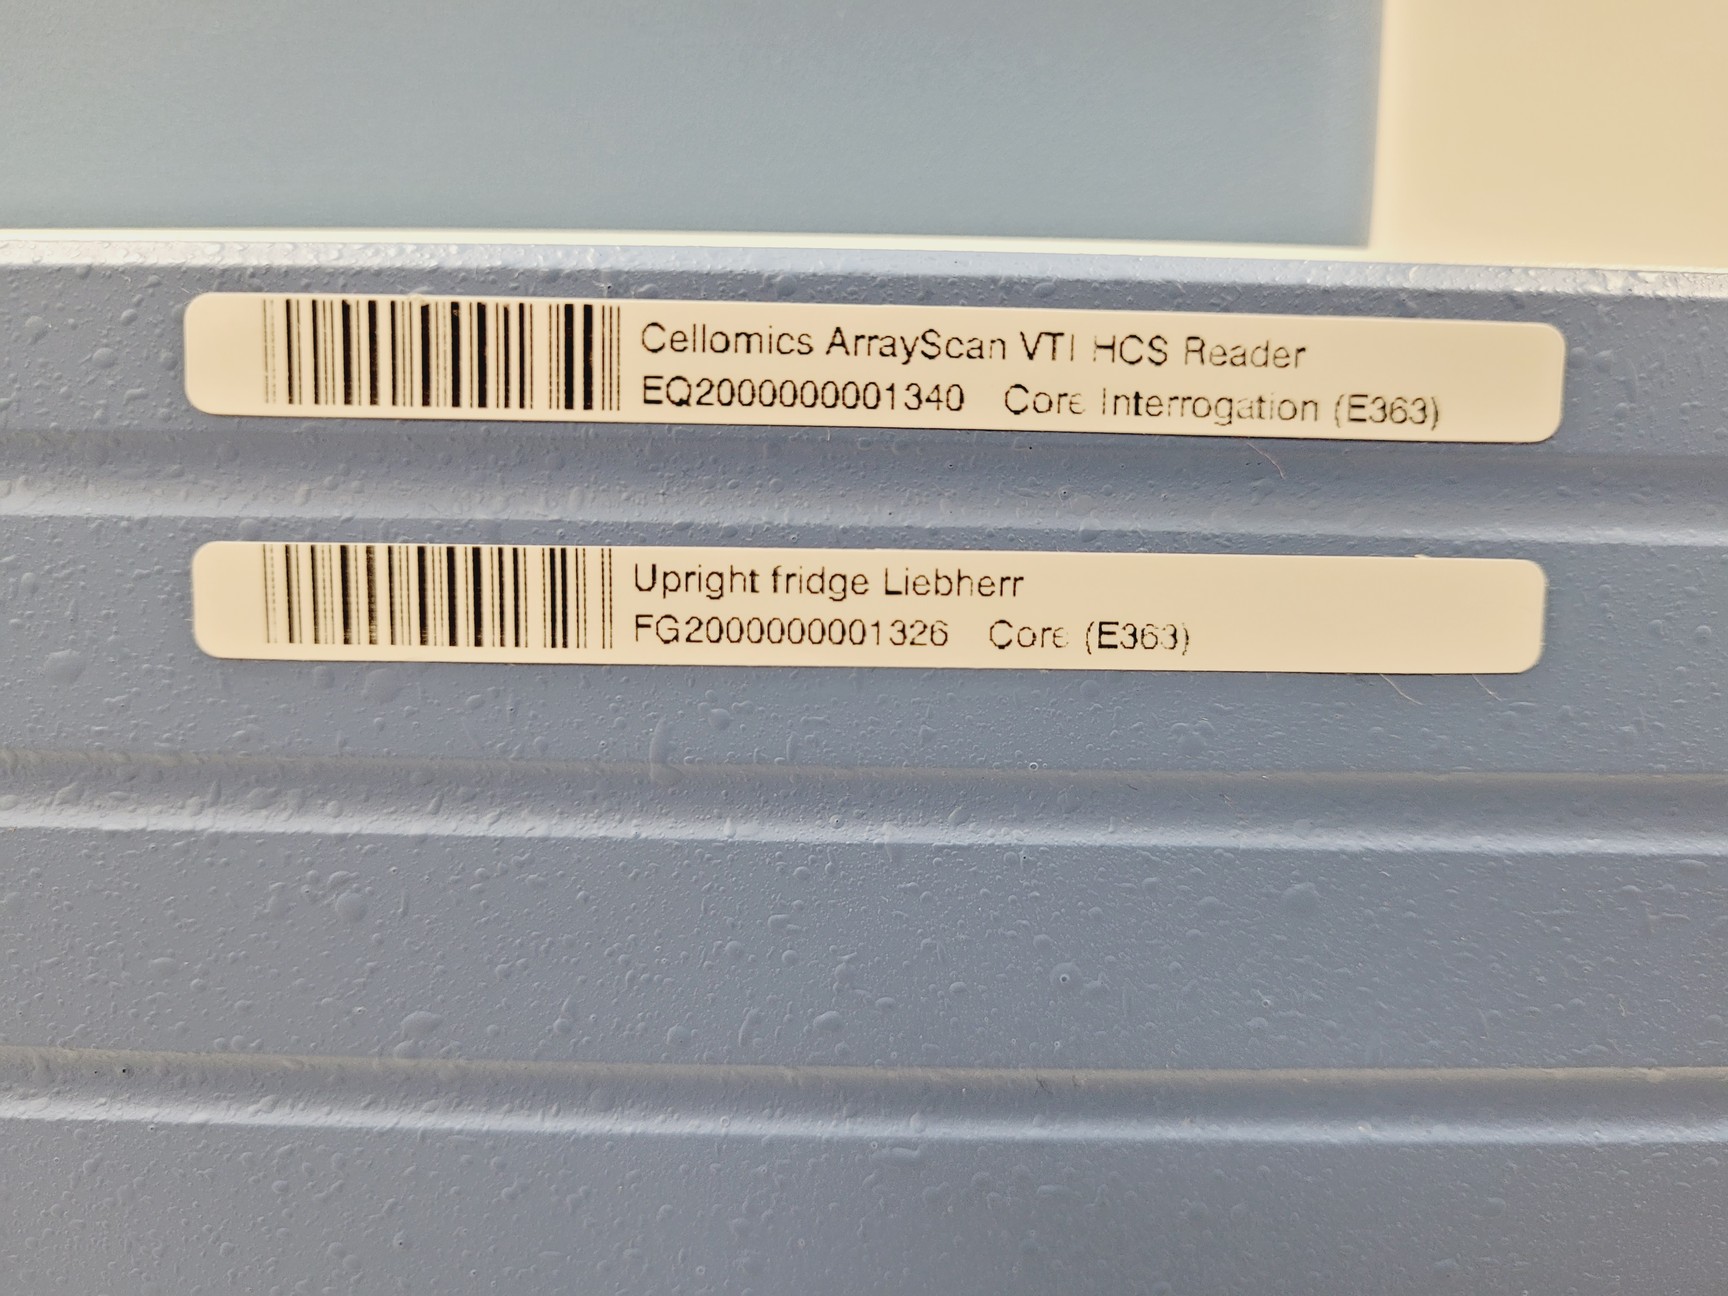 Cellomics ArrayScan VTI HCS Reader
EQ2000000001340 Core Interrogation (E363)
Upright fridge Liebherr
FG2000000001326 Core (E363)